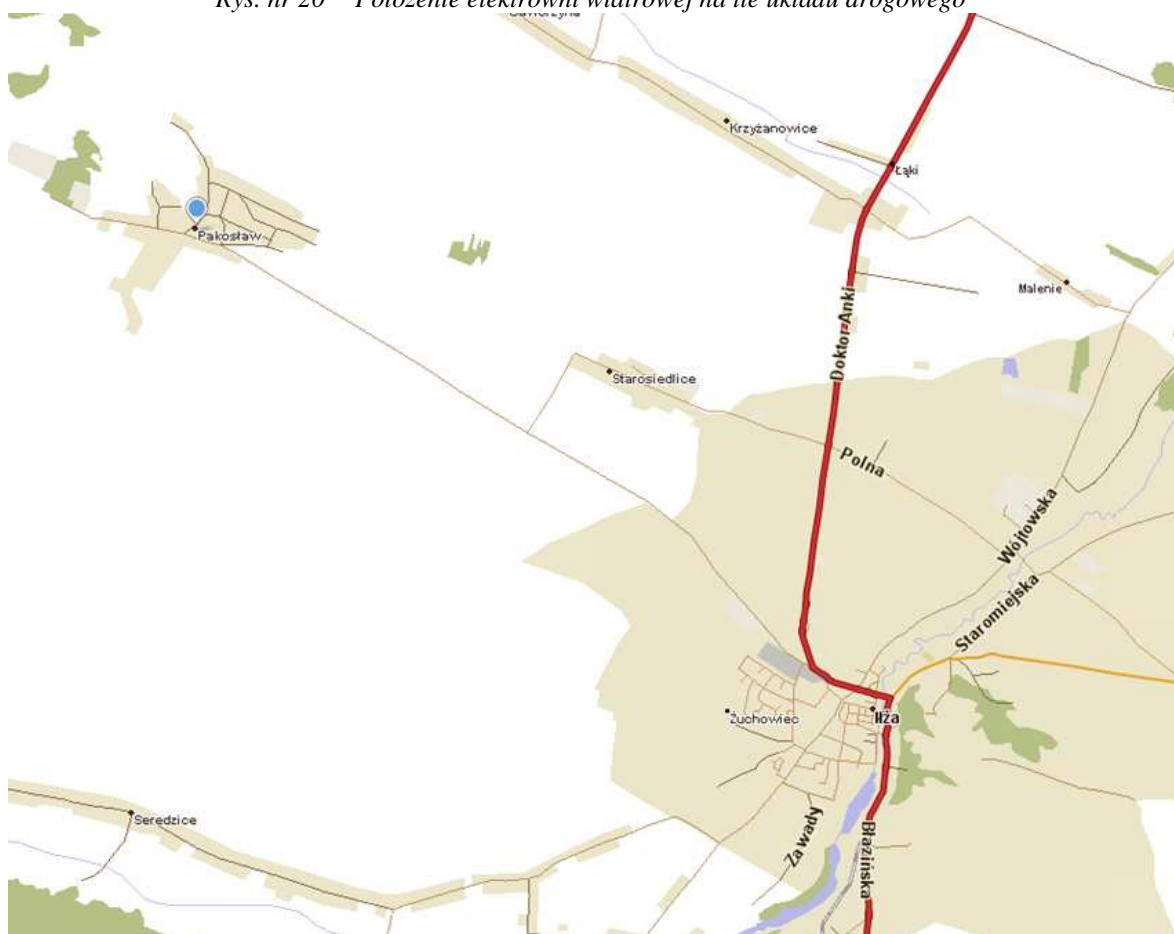 Rys. nr 20 Położenie elektrowni wiatrowej na tle układu drogowego
Krzyżanowice
Łąki
Pakosław
Malenie
Doktor Anki
Starosiedlice
Polna
Wójtowska
Staromiejska
Żuchowiec
Iłża
Seredzice
Zawady
Błazińska